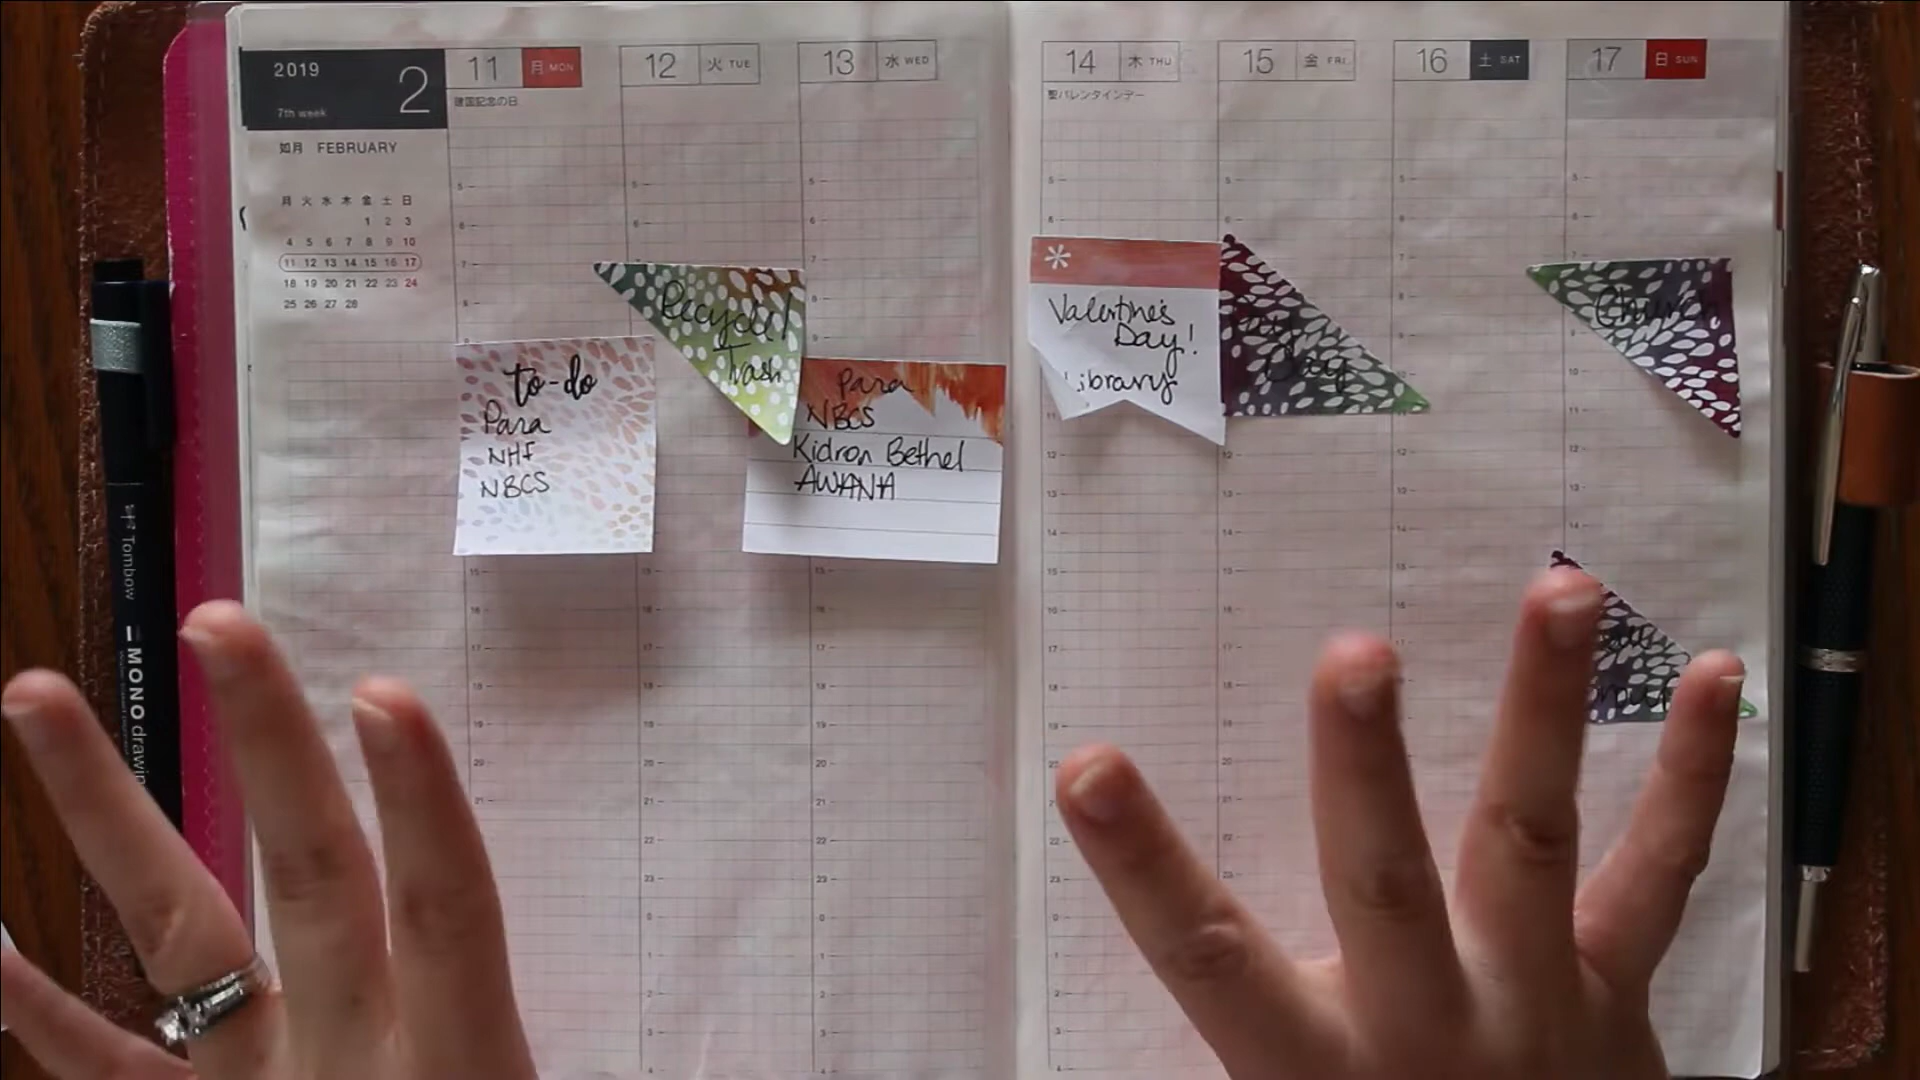 2019
2
7th week
如月 FEBRUARY
月 火 水 木 金 土 日
1 2 3
4 5 6 7 8 9 10
11 12 13 14 15 16 17
18 19 20 21 22 23 24
25 26 27 28
11 月 MON
建国記念の日
12 火 TUE
13 水 WED
14 木 THU
聖バレンタインデー
15 金 FRI
16 土 SAT
17 日 SUN
to-do
Para
NHF
NBCS
Recycle!
Trash
Para
NBCS
Kidron Bethel
AWANA
Valentine's
Day!
Library
Day
Church
Tombow
MONO drawin